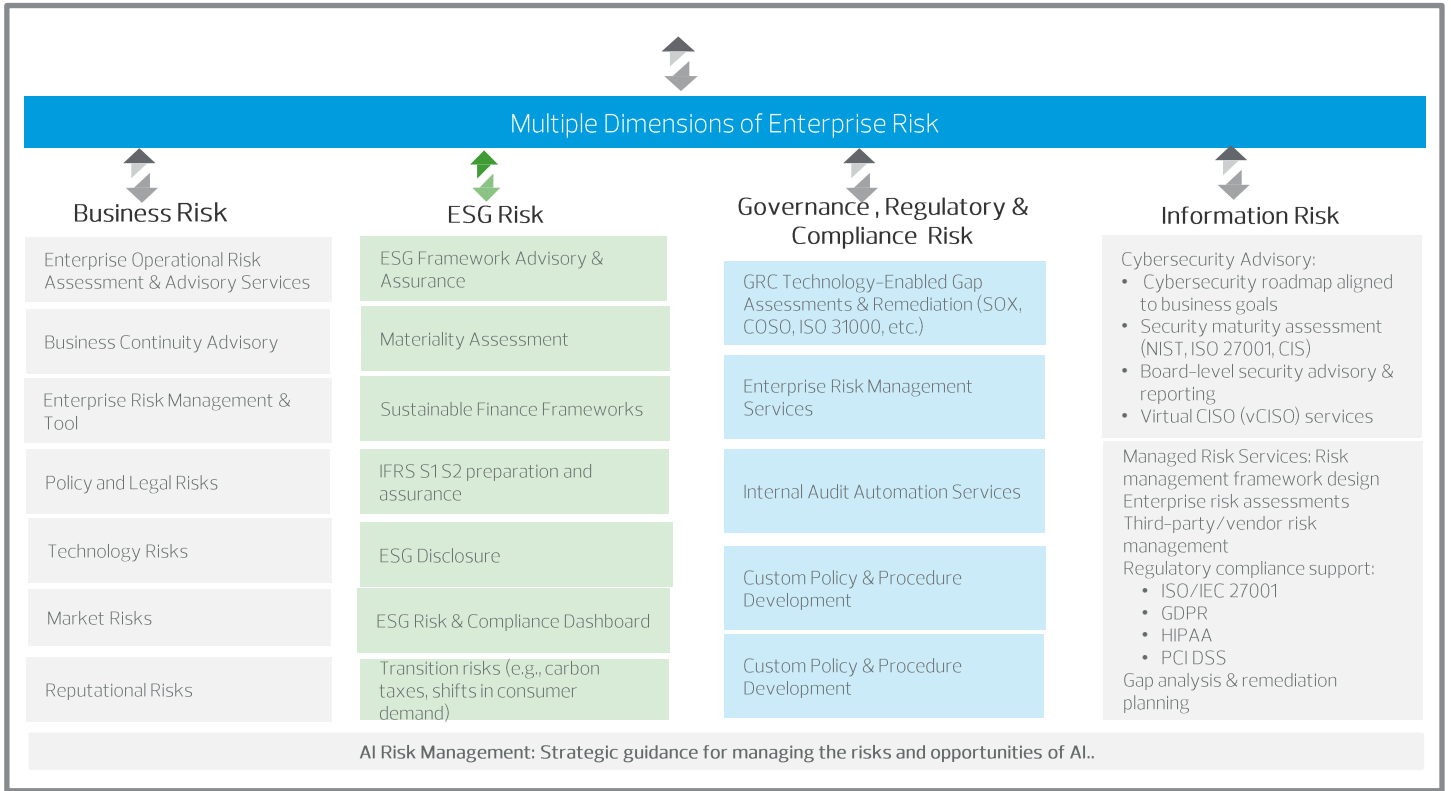 Multiple Dimensions of Enterprise Risk
Business Risk
Enterprise Operational Risk
Assessment & Advisory Services
Business Continuity Advisory
Enterprise Risk Management &
Tool
Policy and Legal Risks
Technology Risks
Market Risks
Reputational Risks
ESG Risk
ESG Framework Advisory &
Assurance
Materiality Assessment
Sustainable Finance Frameworks
IFRS S1 S2 preparation and
assurance
ESG Disclosure
ESG Risk & Compliance Dashboard
Transition risks (e.g., carbon
taxes, shifts in consumer
demand)
Governance , Regulatory &
Compliance Risk
GRC Technology-Enabled Gap
Assessments & Remediation (SOX,
COSO, ISO 31000, etc.)
Enterprise Risk Management
Services
Internal Audit Automation Services
Custom Policy & Procedure
Development
Custom Policy & Procedure
Development
Information Risk
Cybersecurity Advisory:
• Cybersecurity roadmap aligned
to business goals
• Security maturity assessment
(NIST, ISO 27001, CIS)
• Board-level security advisory &
reporting
• Virtual CISO (vCISO) services
Managed Risk Services: Risk
management framework design
Enterprise risk assessments
Third-party/vendor risk
management
Regulatory compliance support:
• ISO/IEC 27001
• GDPR
• HIPAA
• PCI DSS
Gap analysis & remediation
planning
AI Risk Management: Strategic guidance for managing the risks and opportunities of AI..